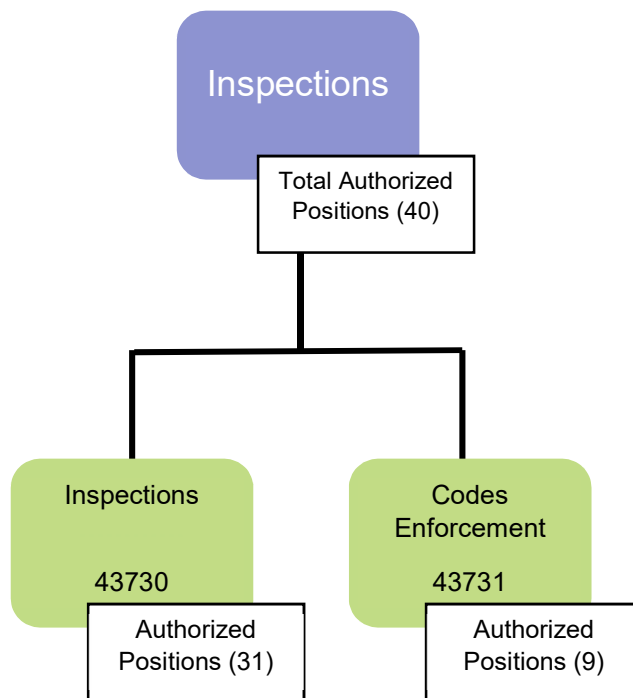 Inspections
Total Authorized
Positions (40)
Inspections
43730
Authorized
Positions (31)
Codes
Enforcement
43731
Authorized
Positions (9)